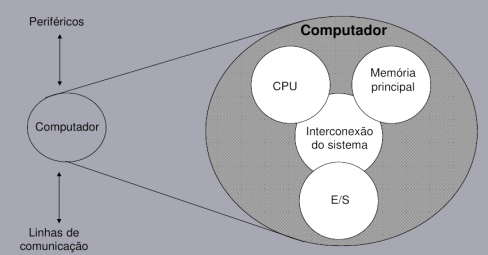 Periféricos
Computador
Linhas de
comunicação
Computador
CPU
Memória
principal
Interconexão
do sistema
E/S